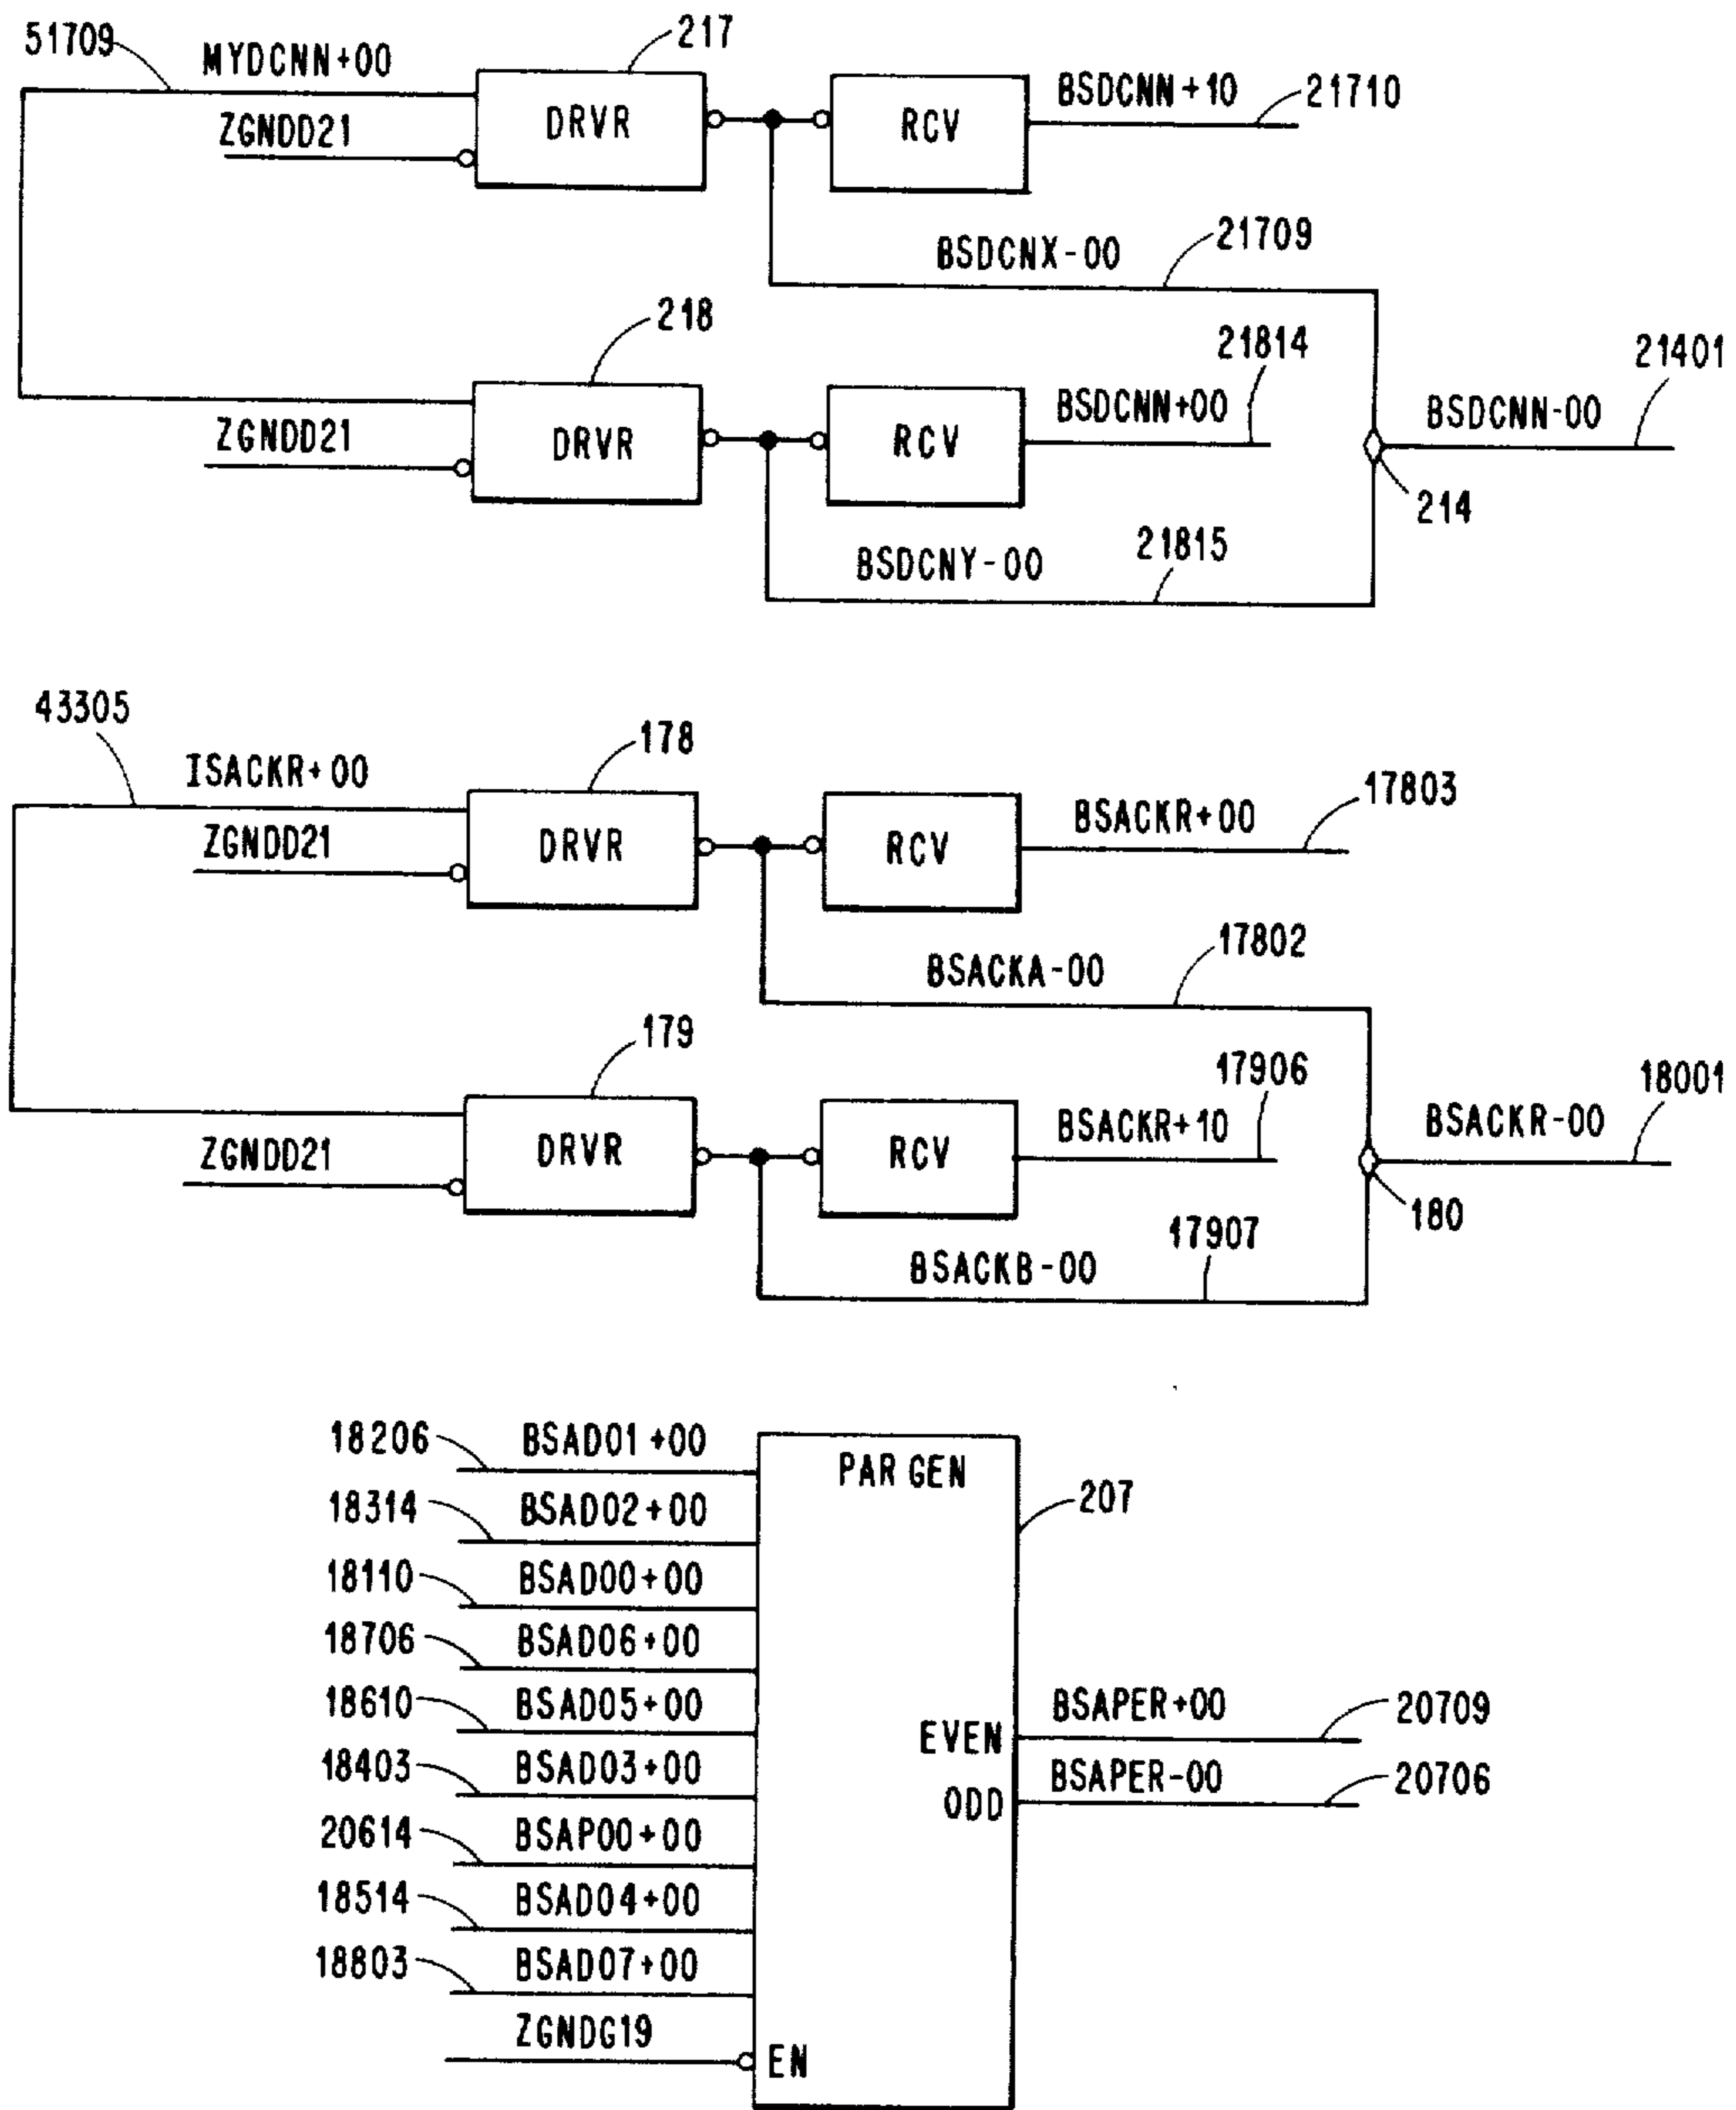 51709
MYDCNN+00
217
ZGNDD21
DRVR
RCV
BSDCNN+10
21710
BSDCNX-00
21709
218
21814
21401
ZGNDD21
DRVR
RCV
BSDCNN+00
BSDCNN-00
214
BSDCNY-00
21815
43305
ISACKR+00
178
ZGNDD21
DRVR
RCV
BSACKR+00
17803
BSACKA-00
17802
179
17906
18001
ZGNDD21
DRVR
RCV
BSACKR+10
BSACKR-00
180
BSACKB-00
17907
18206 BSAD01+00
PAR GEN
207
18314 BSAD02+00
18110 BSAD00+00
18706 BSAD06+00
18610 BSAD05+00
EVEN BSAPER+00 20709
18403 BSAD03+00
ODD BSAPER-00 20706
20614 BSAP00+00
18514 BSAD04+00
18803 BSAD07+00
ZGNDG19
EN